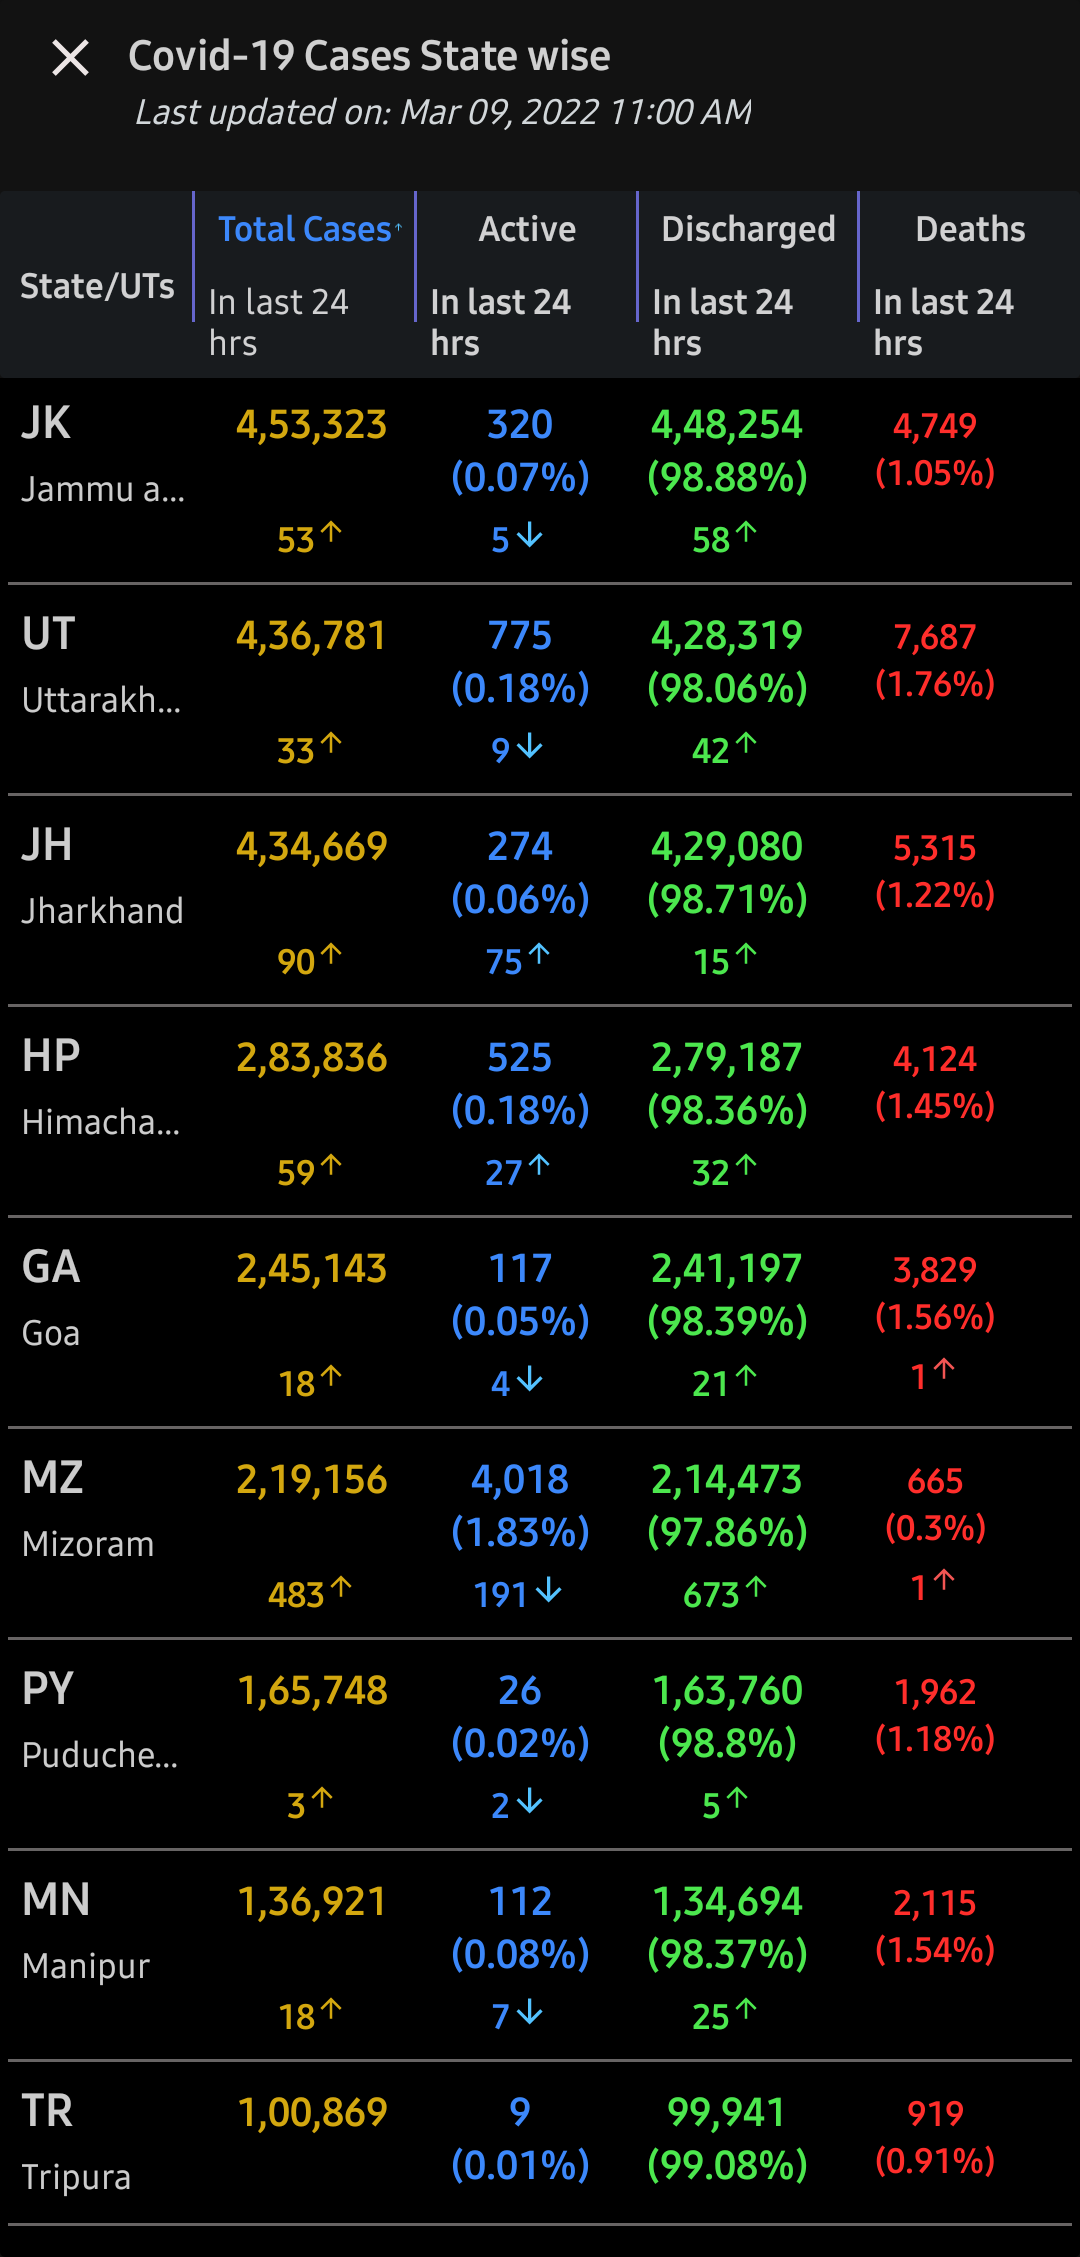 Covid-19 Cases State wise
Last updated on: Mar 09, 2022 11:00 AM
State/UTs
Total Cases↑ Active Discharged Deaths
In last 24 In last 24 In last 24 In last 24
hrs hrs hrs hrs
JK 4,53,323 320 4,48,254 4,749
(0.07%) (98.88%) (1.05%)
Jammu a...
53↑ 5↓ 58↑
UT 4,36,781 775 4,28,319 7,687
(0.18%) (98.06%) (1.76%)
Uttarakh...
33↑ 9↓ 42↑
JH 4,34,669 274 4,29,080 5,315
(0.06%) (98.71%) (1.22%)
Jharkhand
90↑ 75↑ 15↑
HP 2,83,836 525 2,79,187 4,124
(0.18%) (98.36%) (1.45%)
Himacha...
59↑ 27↑ 32↑
GA 2,45,143 117 2,41,197 3,829
(0.05%) (98.39%) (1.56%)
Goa
18↑ 4↓ 21↑ 1↑
MZ 2,19,156 4,018 2,14,473 665
(1.83%) (97.86%) (0.3%)
Mizoram
483↑ 191↓ 673↑ 1↑
PY 1,65,748 26 1,63,760 1,962
(0.02%) (98.8%) (1.18%)
Puduche...
3↑ 2↓ 5↑
MN 1,36,921 112 1,34,694 2,115
(0.08%) (98.37%) (1.54%)
Manipur
18↑ 7↓ 25↑
TR 1,00,869 9 99,941 919
(0.01%) (99.08%) (0.91%)
Tripura